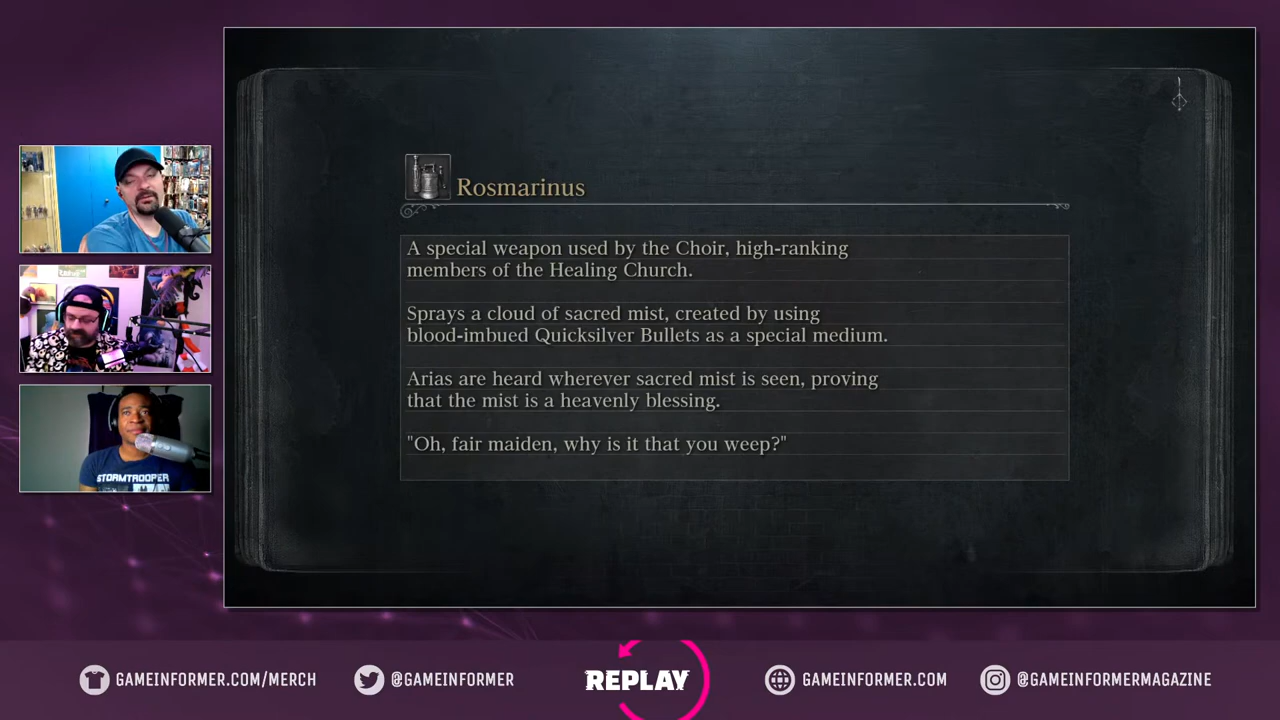 Rosmarinus
A special weapon used by the Choir, high-ranking
members of the Healing Church.
Sprays a cloud of sacred mist, created by using
blood-imbued Quicksilver Bullets as a special medium.
Arias are heard wherever sacred mist is seen, proving
that the mist is a heavenly blessing.
"Oh, fair maiden, why is it that you weep?"
STORMTROOPER
GAMEINFORMER.COM/MERCH
@GAMEINFORMER
REPLAY
GAMEINFORMER.COM
@GAMEINFORMERMAGAZINE